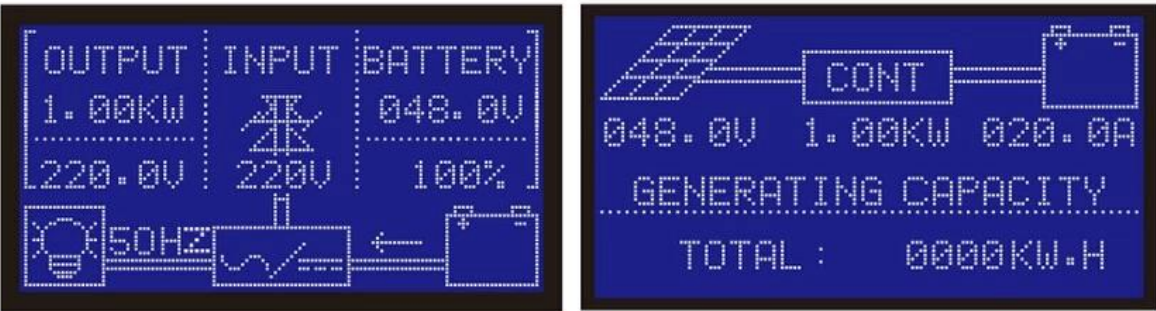 OUTPUT INPUT BATTERY
1.00KW 048.0V
220.0V 220V 100%
50HZ
CONT
048.0V 1.00KW 020.0A
GENERATING CAPACITY
TOTAL: 0000KW.H